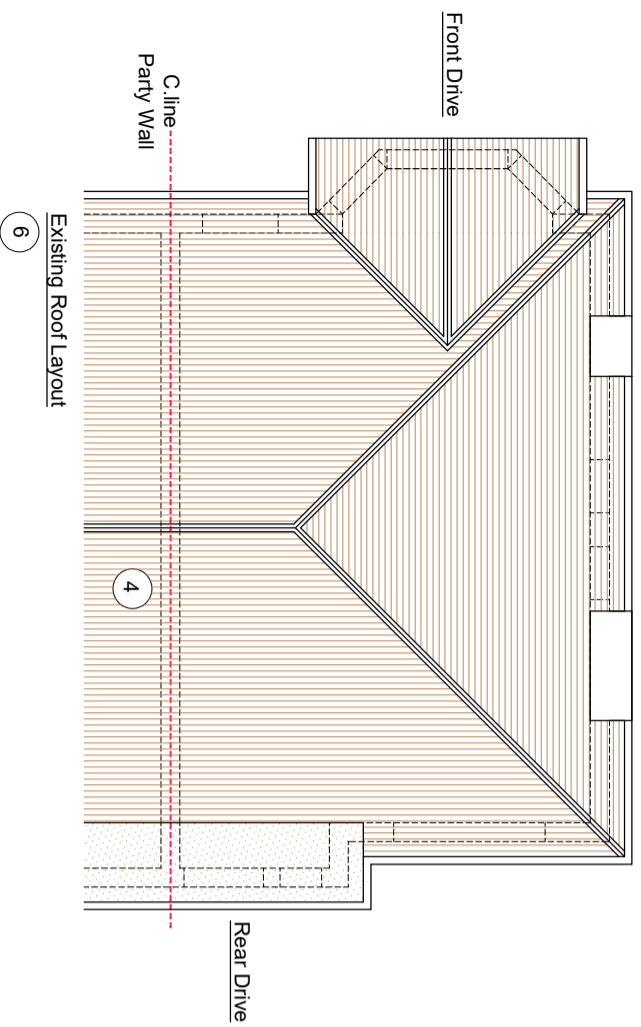 Front Drive
C.line
Party Wall
4
Rear Drive
Existing Roof Layout
6